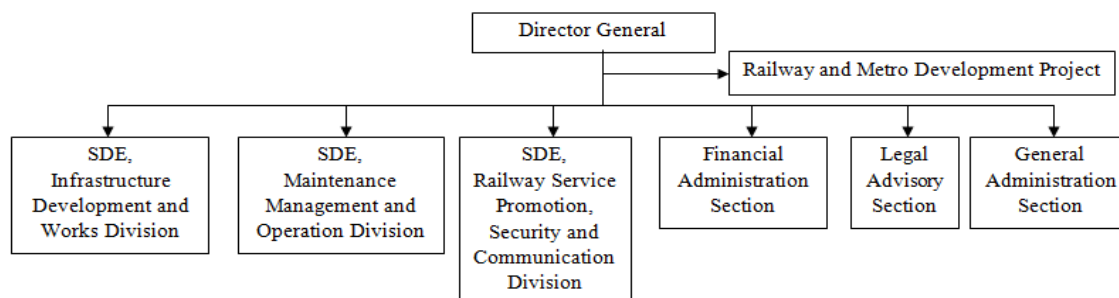 Director General
Railway and Metro Development Project
SDE,
Infrastructure
Development and
Works Division
SDE,
Maintenance
Management and
Operation Division
SDE,
Railway Service
Promotion,
Security and
Communication
Division
Financial
Administration
Section
Legal
Advisory
Section
General
Administration
Section